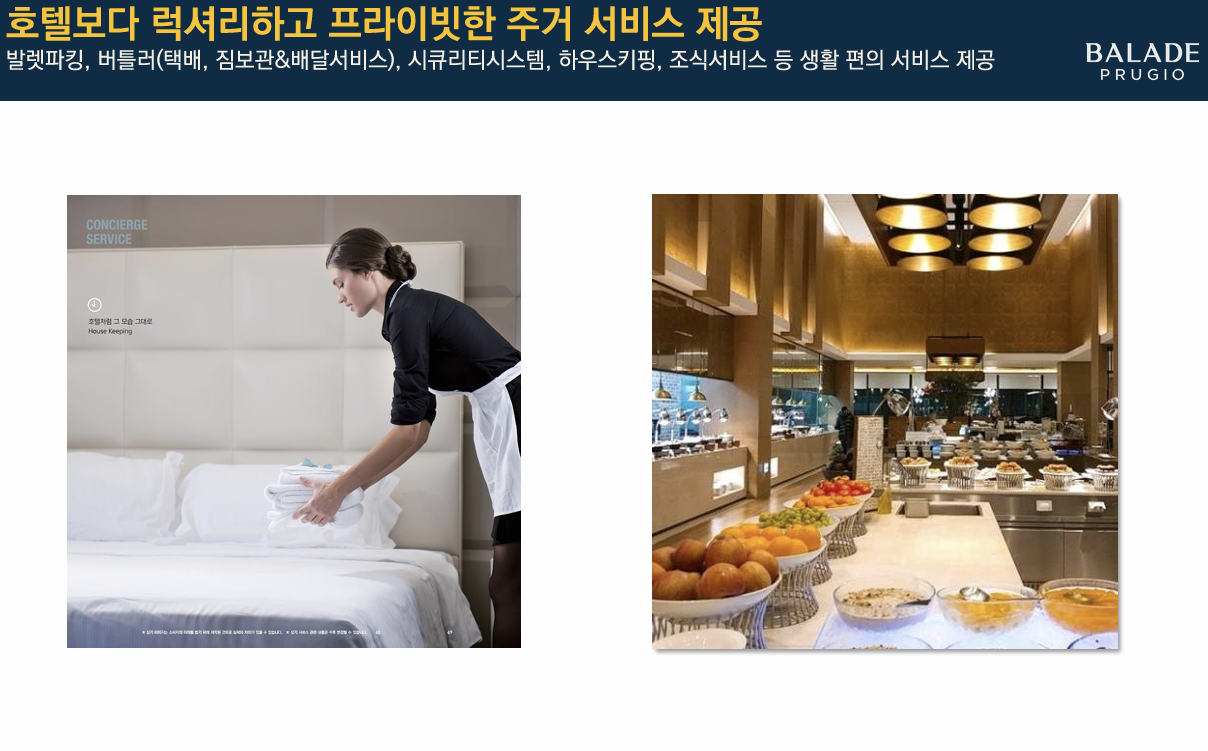 호텔보다 럭셔리하고 프라이빗한 주거 서비스 제공
발렛파킹, 버틀러(택배, 짐보관&배달서비스), 시큐리티시스템, 하우스키핑, 조식서비스 등 생활 편의 서비스 제공
BALADE
PRUGIO
CONCIERGE
SERVICE
호텔처럼 그 모습 그대로
House Keeping